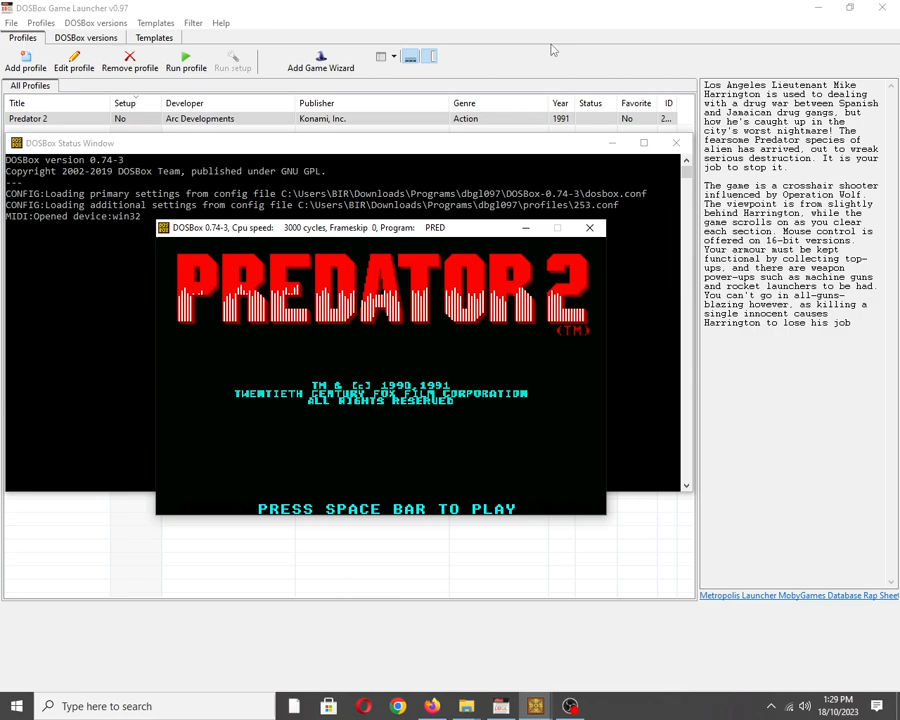 DOSBox Game Launcher v0.97
File Profiles DOSBox versions Templates Filter Help
Profiles DOSBox versions Templates
Add profile Edit profile Remove profile Run profile Run setup Add Game Wizard
All Profiles
Title Setup Developer Publisher Genre Year Status Favorite ID
Predator 2 No Arc Developments Konami, Inc. Action 1991 No 2...
DOSBox Status Window
DOSBox version 0.74-3
Copyright 2002-2019 DOSBox Team, published under GNU GPL.
---
CONFIG:Loading primary settings from config file C:\Users\BIR\Downloads\Programs\dbgl097\DOSBox-0.74-3\dosbox.conf
CONFIG:Loading additional settings from config file C:\Users\BIR\Downloads\Programs\dbgl097\profiles\253.conf
MIDI:Opened device:win32
DOSBox 0.74-3, Cpu speed: 3000 cycles, Frameskip 0, Program: PRED
PREDATOR 2
(TM)
TM & [c] 1990,1991
TWENTIETH CENTURY FOX FILM CORPORATION
ALL RIGHTS RESERVED
PRESS SPACE BAR TO PLAY
Los Angeles Lieutenant Mike
Harrington is used to dealing
with a drug war between Spanish
and Jamaican drug gangs, but
how he's caught up in the
city's worst nightmare! The
fearsome Predator species of
alien has arrived, out to wreak
serious destruction. It is your
job to stop it.
The game is a crosshair shooter
influenced by Operation Wolf.
The viewpoint is from slightly
behind Harrington, while the
game scrolls on as you clear
each section. Mouse control is
offered on 16-bit versions.
Your armour must be kept
functional by collecting top-
ups, and there are weapon
power-ups such as machine guns
and rocket launchers to be had.
You can't go in all-guns-
blazing however, as killing a
single innocent causes
Harrington to lose his job
Metropolis Launcher MobyGames Database Rap Sheet
Type here to search
1:29 PM
18/10/2023